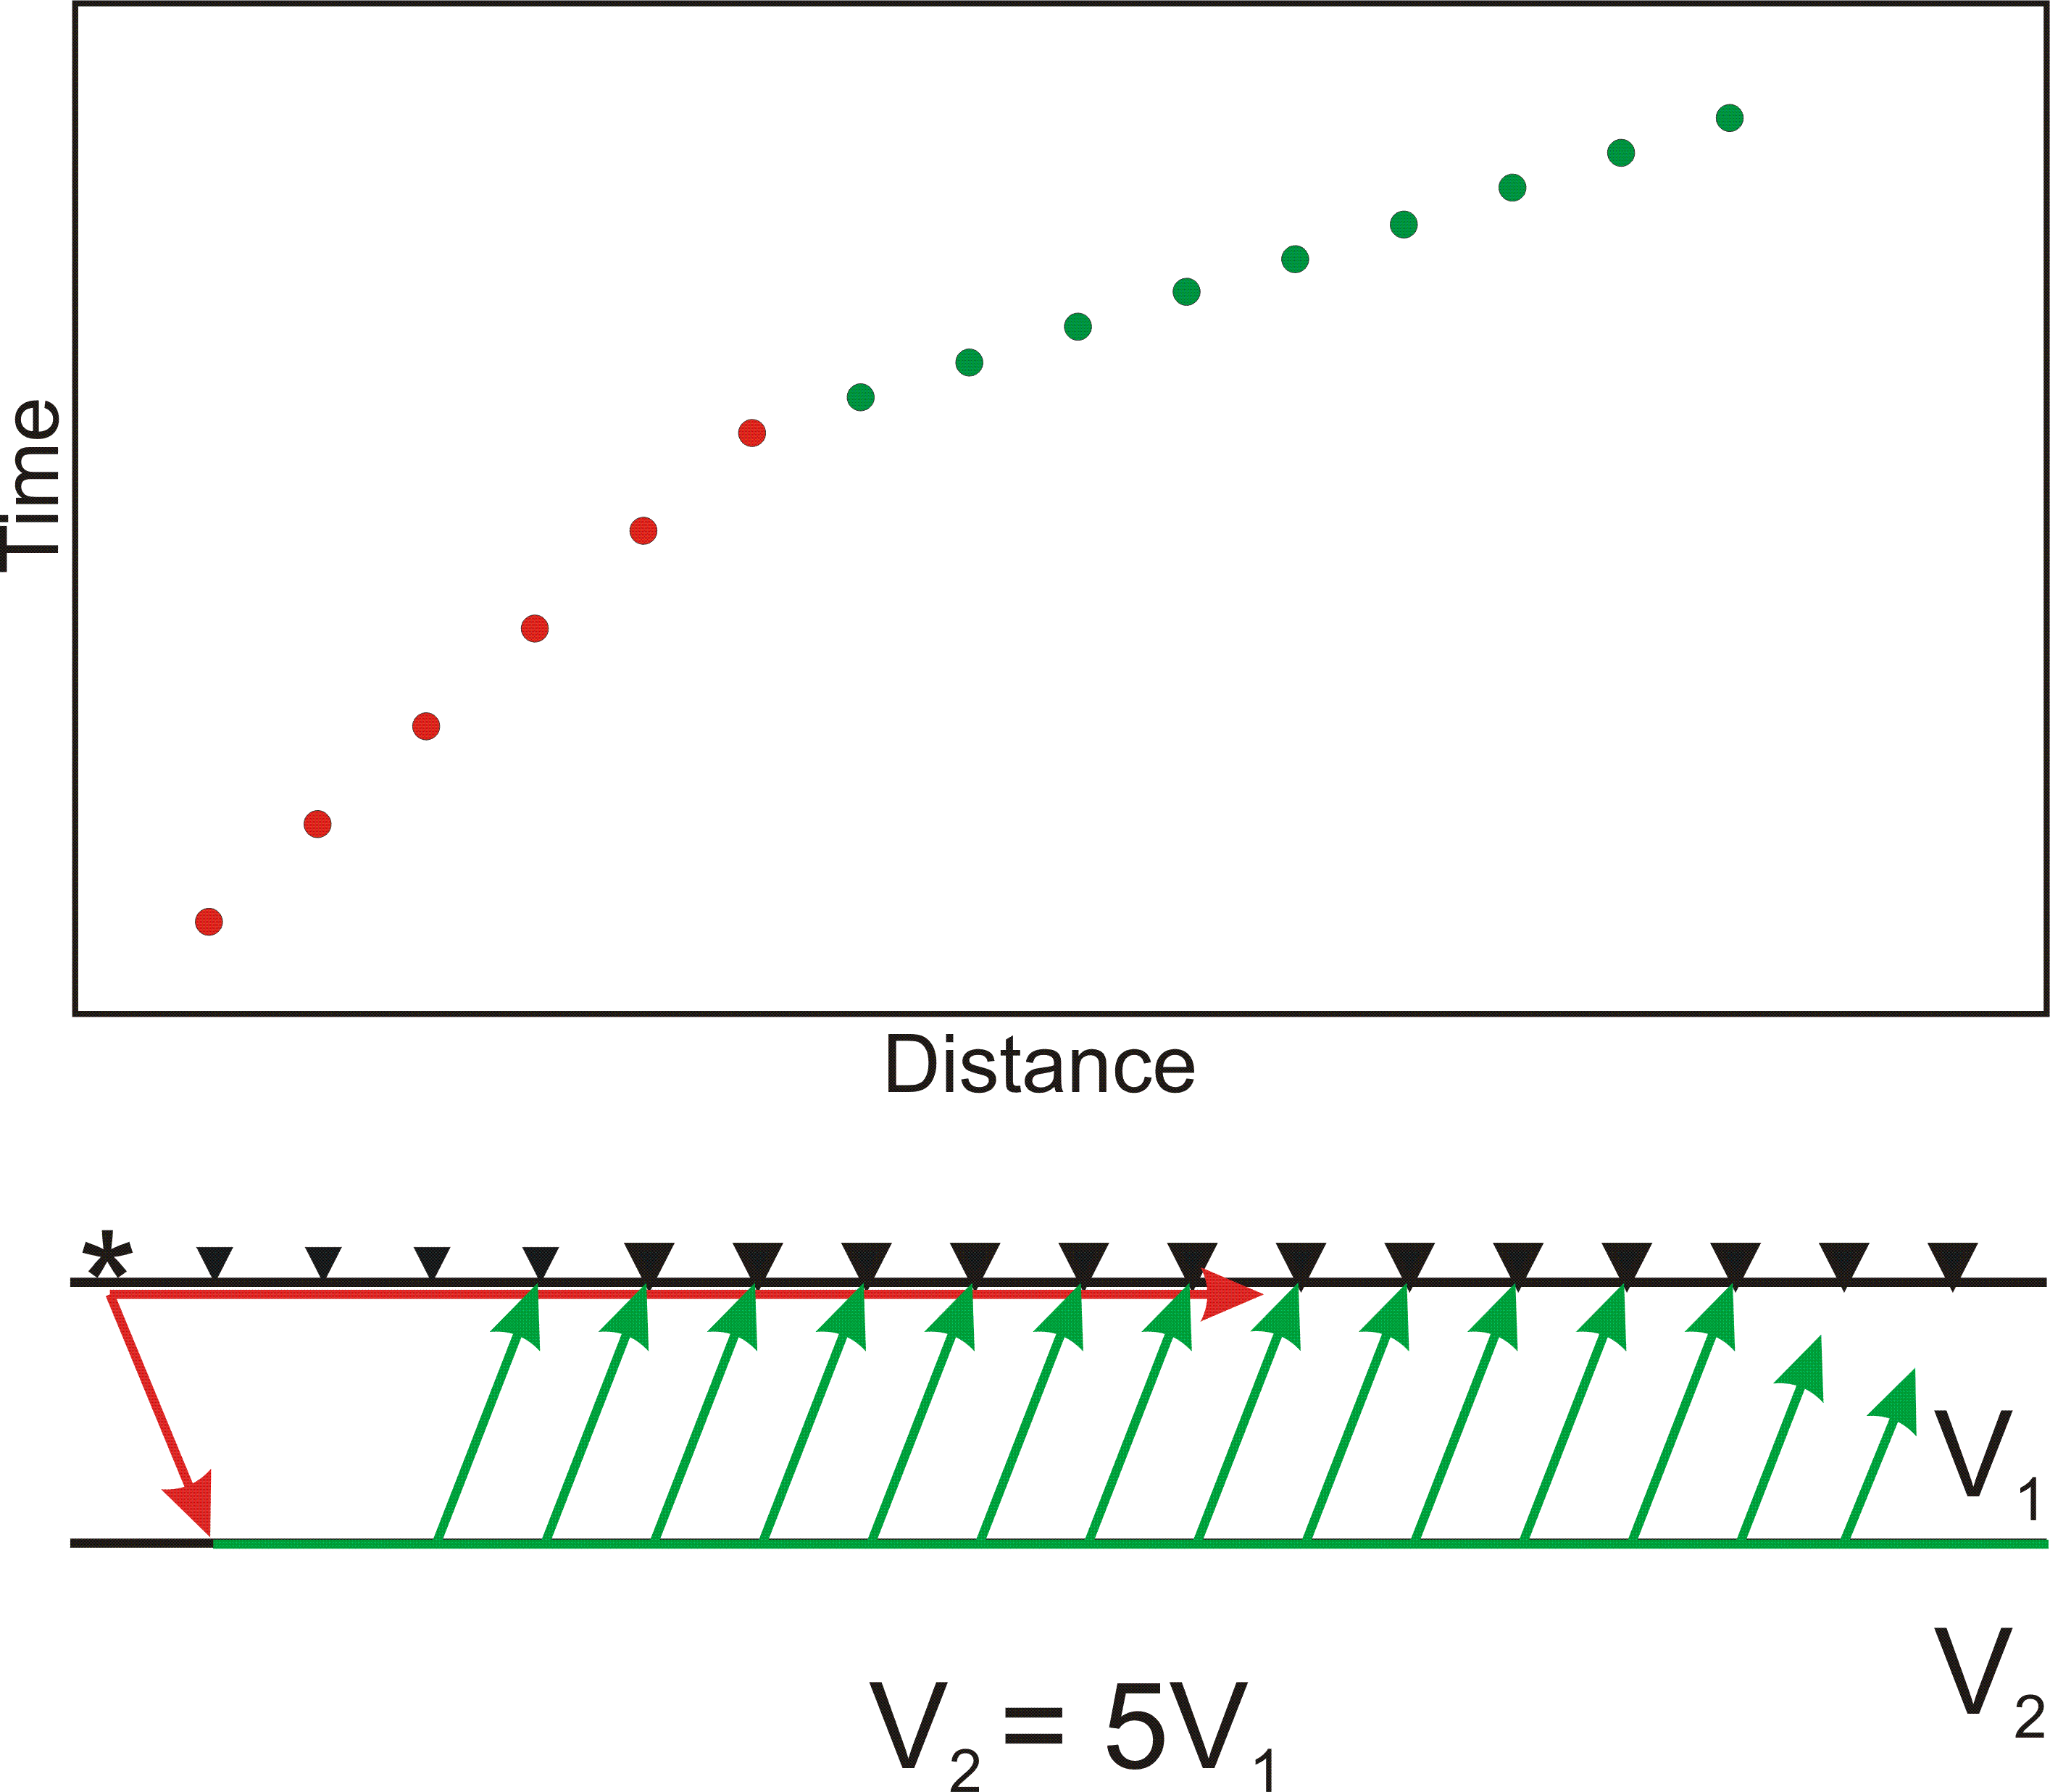 Time
Distance
*
V₁
V₂
V₂ = 5V₁